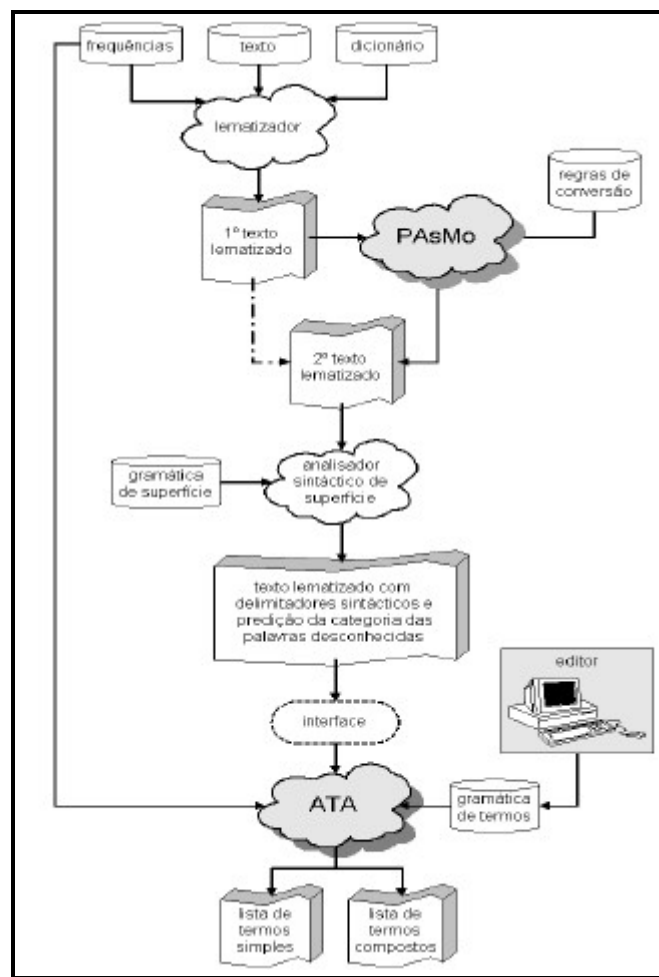 frequências
texto
dicionário
lematizador
regras de
conversão
1º texto
lematizado
PAsMo
2º texto
lematizado
gramática
de superfície
analisador
sintáctico de
superfície
texto lematizado com
delimitadores sintácticos e
predição da categoria das
palavras desconhecidas
editor
interface
ATA
gramática
de termos
lista de
termos
simples
lista de
termos
compostos